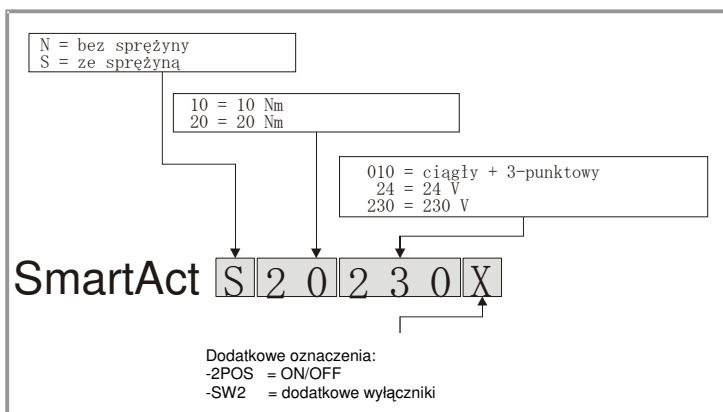 N = bez sprężyny
S = ze sprężyną
10 = 10 Nm
20 = 20 Nm
010 = ciągły + 3-punktowy
24 = 24 V
230 = 230 V
SmartAct S 2 0 2 3 0 X
Dodatkowe oznaczenia:
-2POS = ON/OFF
-SW2 = dodatkowe wyłączniki